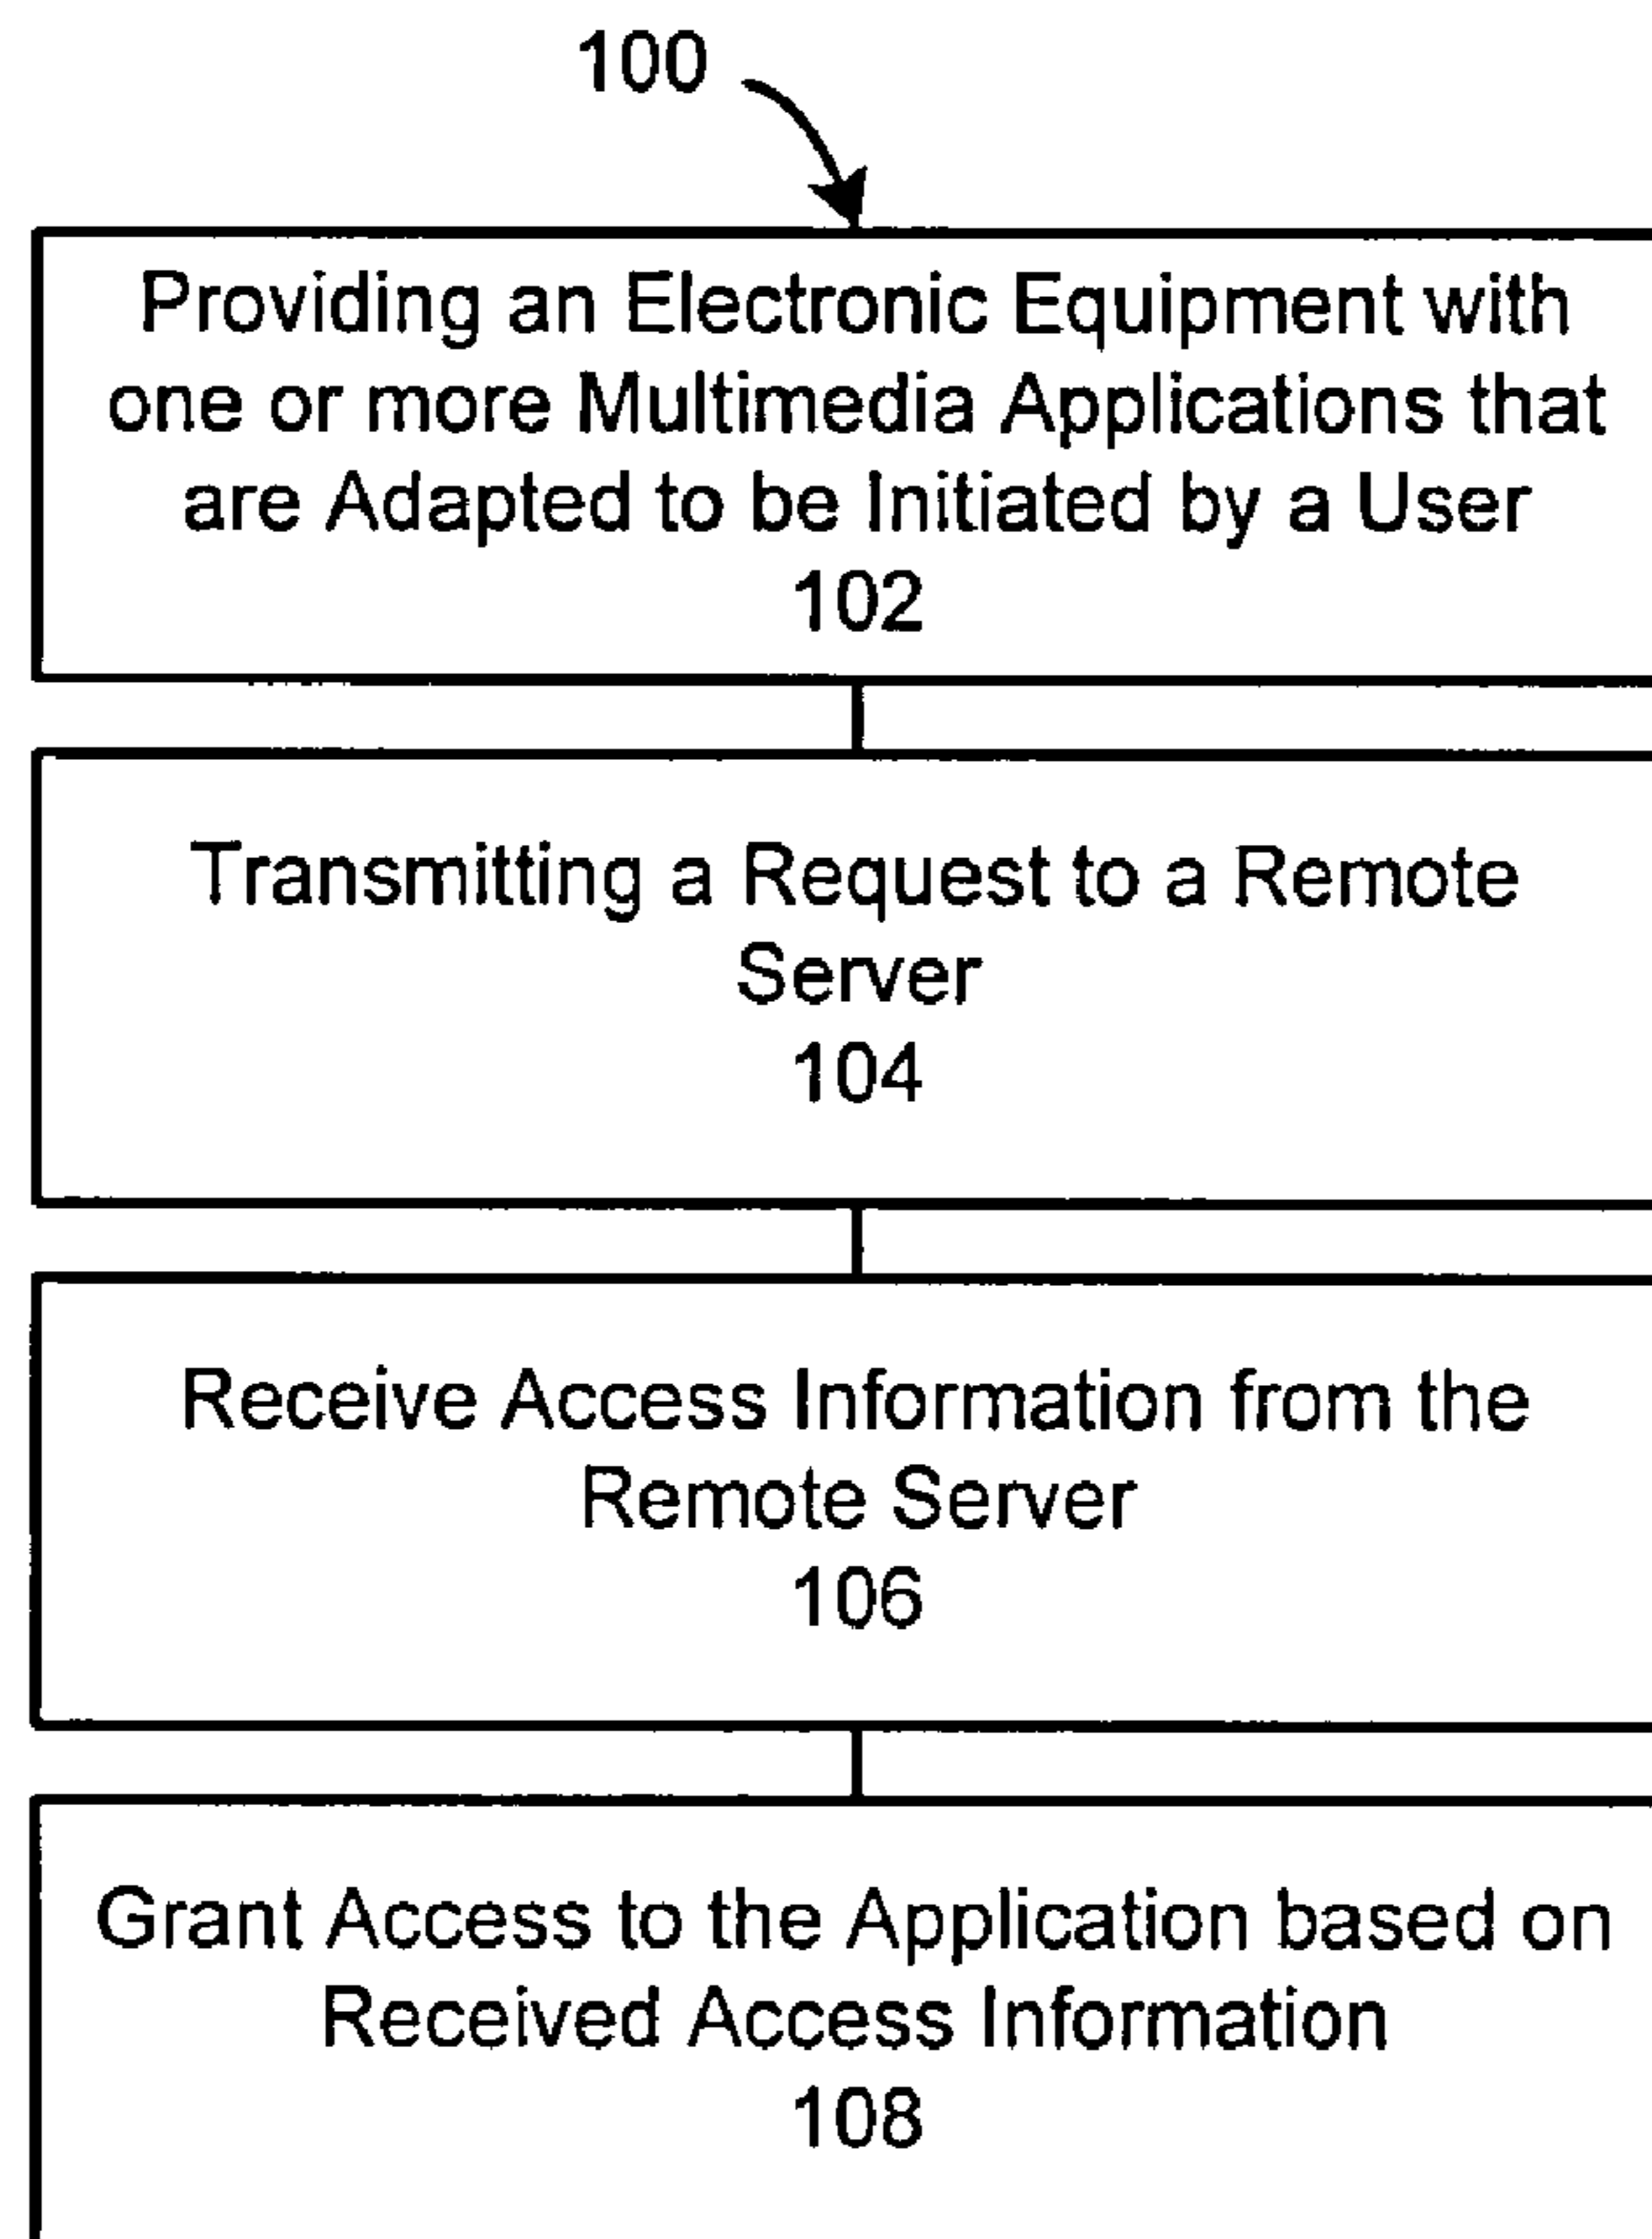 100
Providing an Electronic Equipment with
one or more Multimedia Applications that
are Adapted to be Initiated by a User
102
Transmitting a Request to a Remote
Server
104
Receive Access Information from the
Remote Server
106
Grant Access to the Application based on
Received Access Information
108